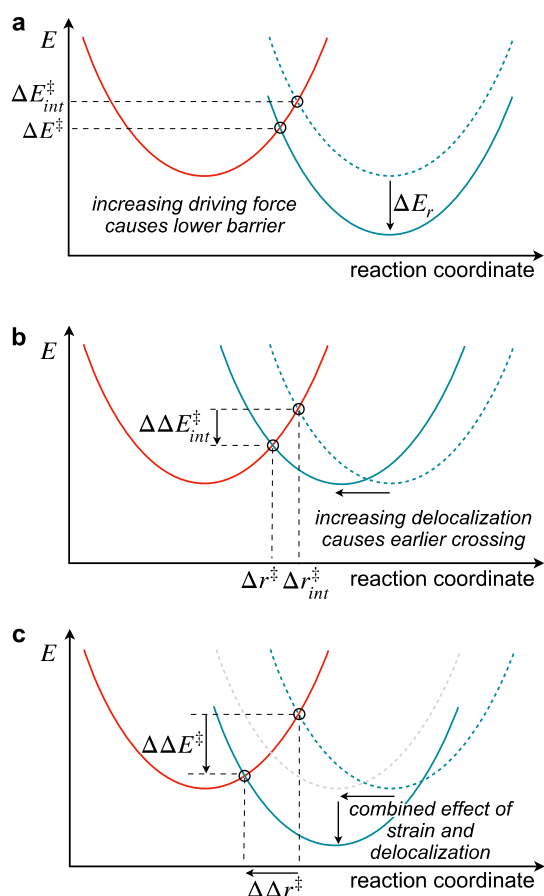 a
E
ΔE‡int
ΔE‡
increasing driving force
causes lower barrier
ΔEr
reaction coordinate
b
E
ΔΔE‡int
increasing delocalization
causes earlier crossing
Δr‡ Δr‡int
reaction coordinate
c
E
ΔΔE‡
combined effect of
strain and
delocalization
reaction coordinate
ΔΔr‡